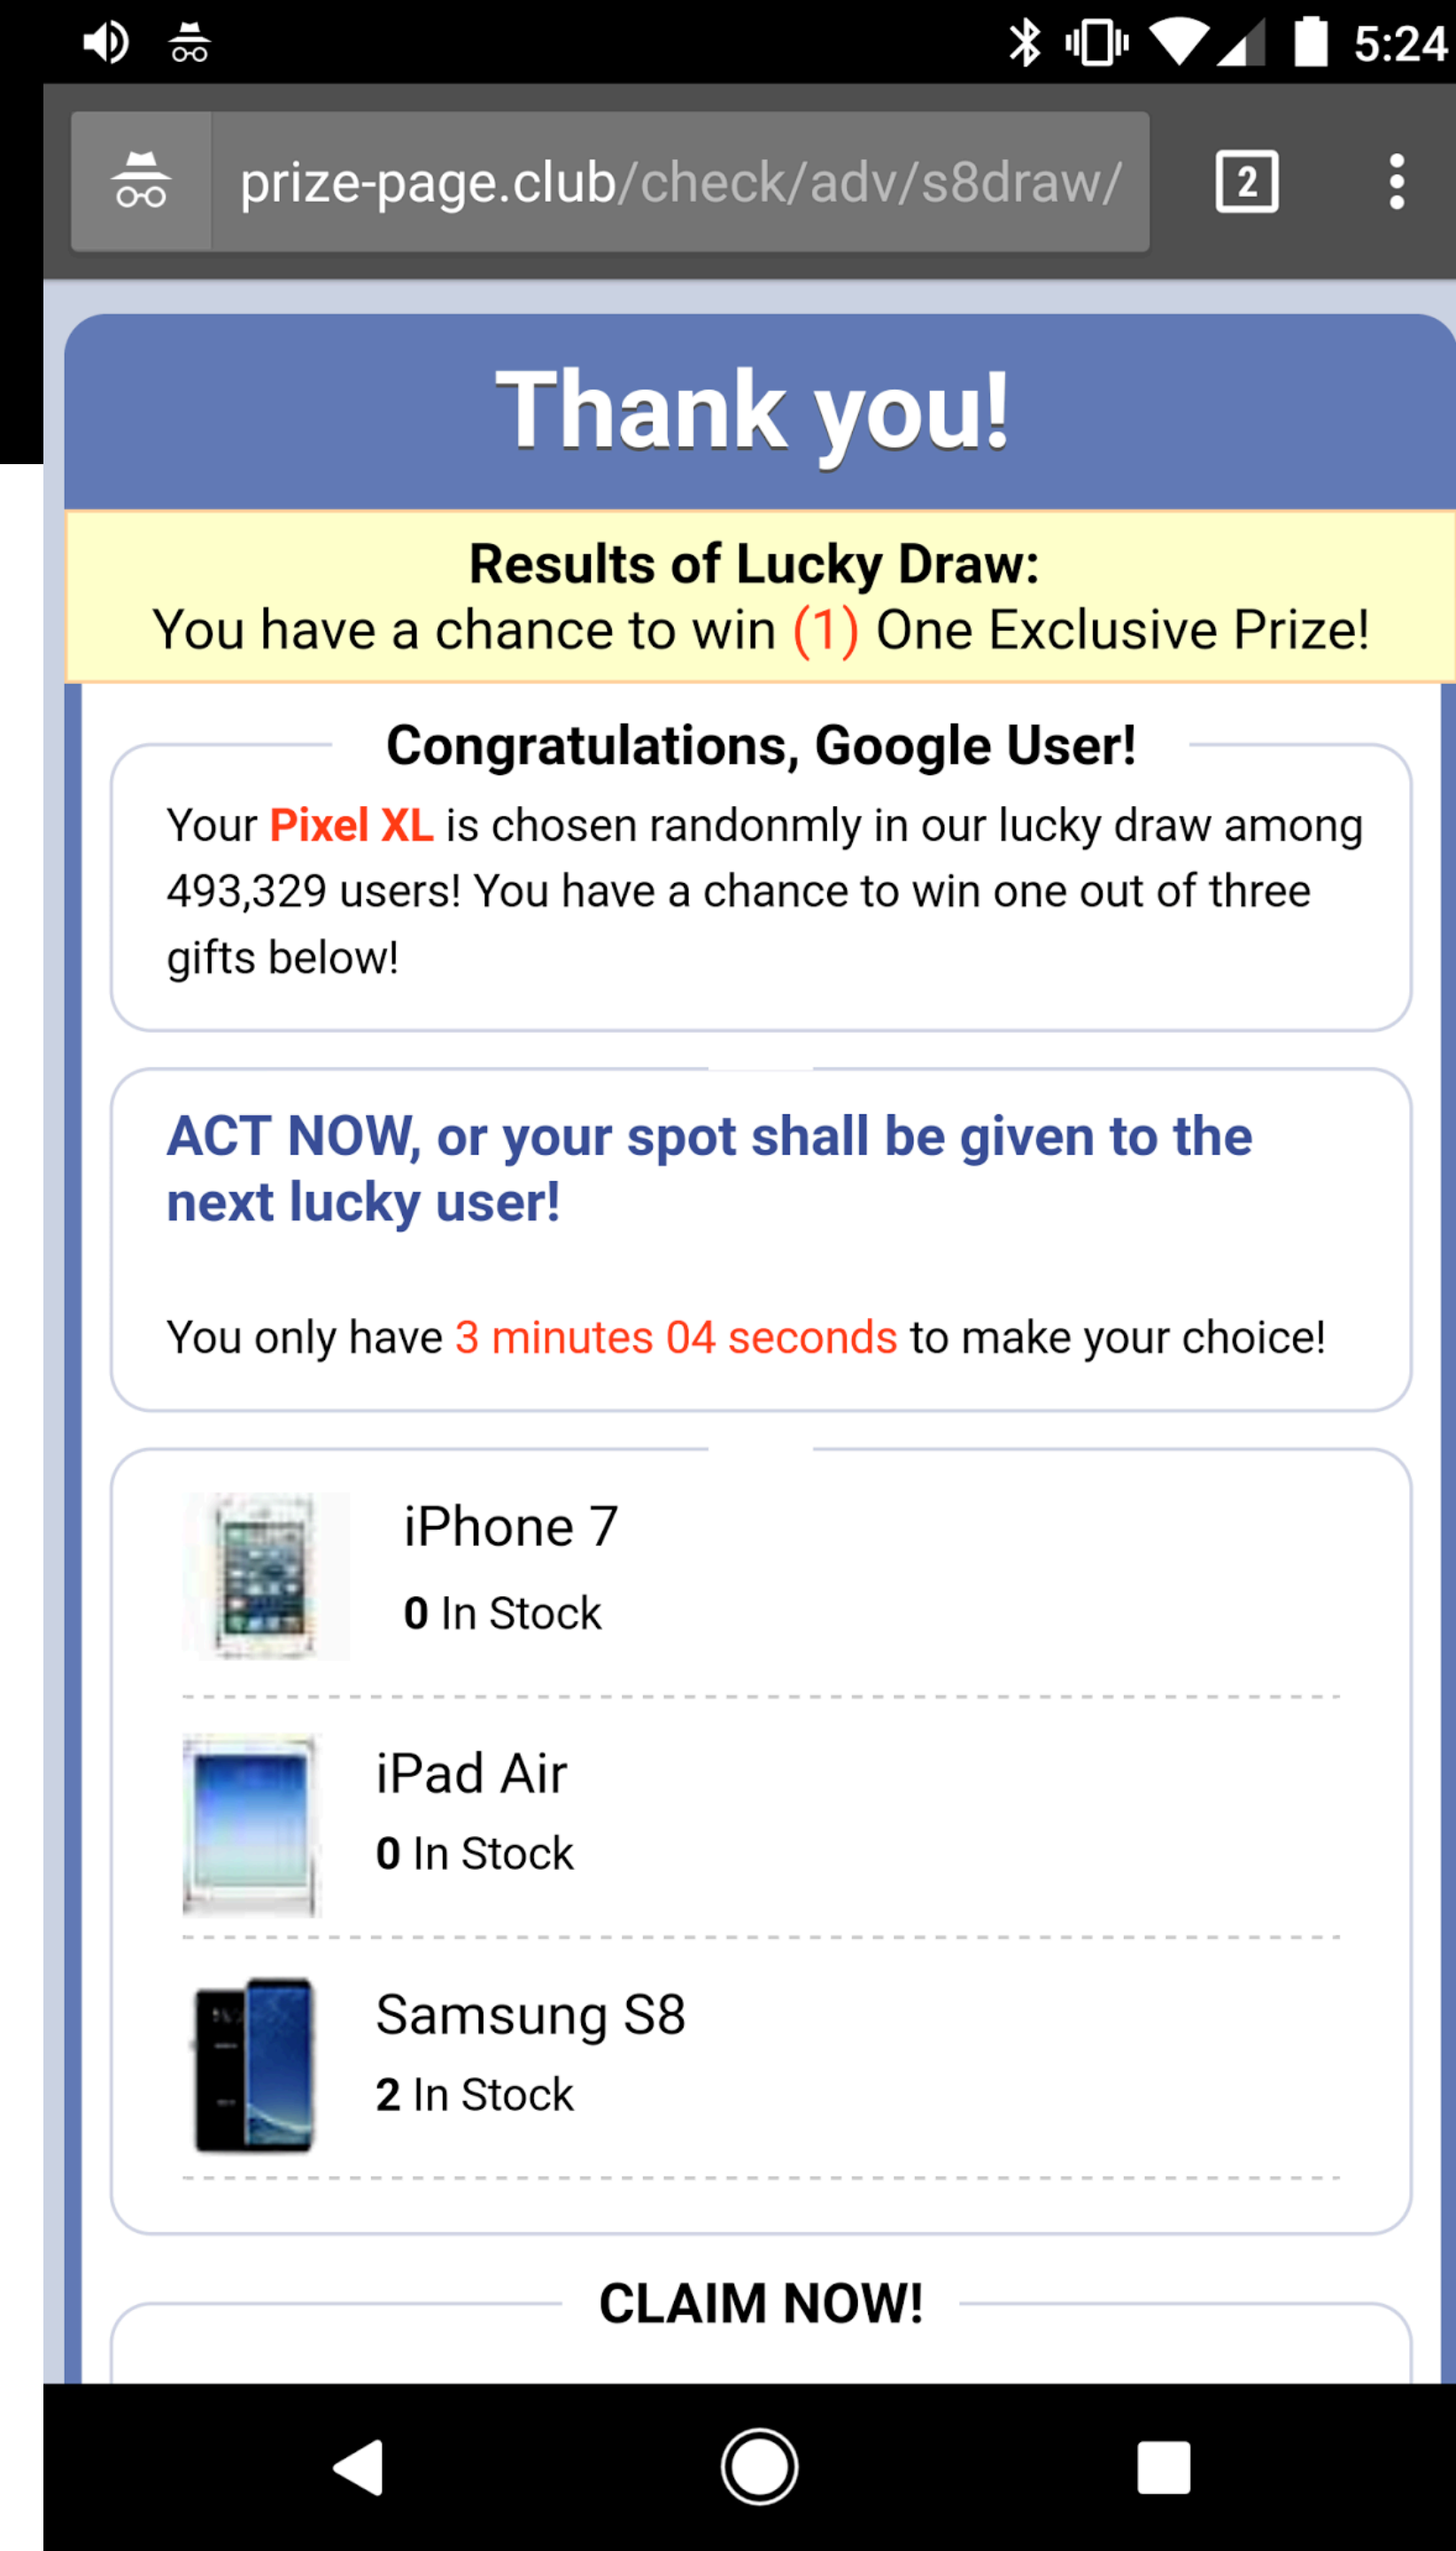 5:24
prize-page.club/check/adv/s8draw/
2
Thank you!
Results of Lucky Draw:
You have a chance to win (1) One Exclusive Prize!
Congratulations, Google User!
Your Pixel XL is chosen randonmly in our lucky draw among
493,329 users! You have a chance to win one out of three
gifts below!
ACT NOW, or your spot shall be given to the
next lucky user!
You only have 3 minutes 04 seconds to make your choice!
iPhone 7
0 In Stock
iPad Air
0 In Stock
Samsung S8
2 In Stock
CLAIM NOW!